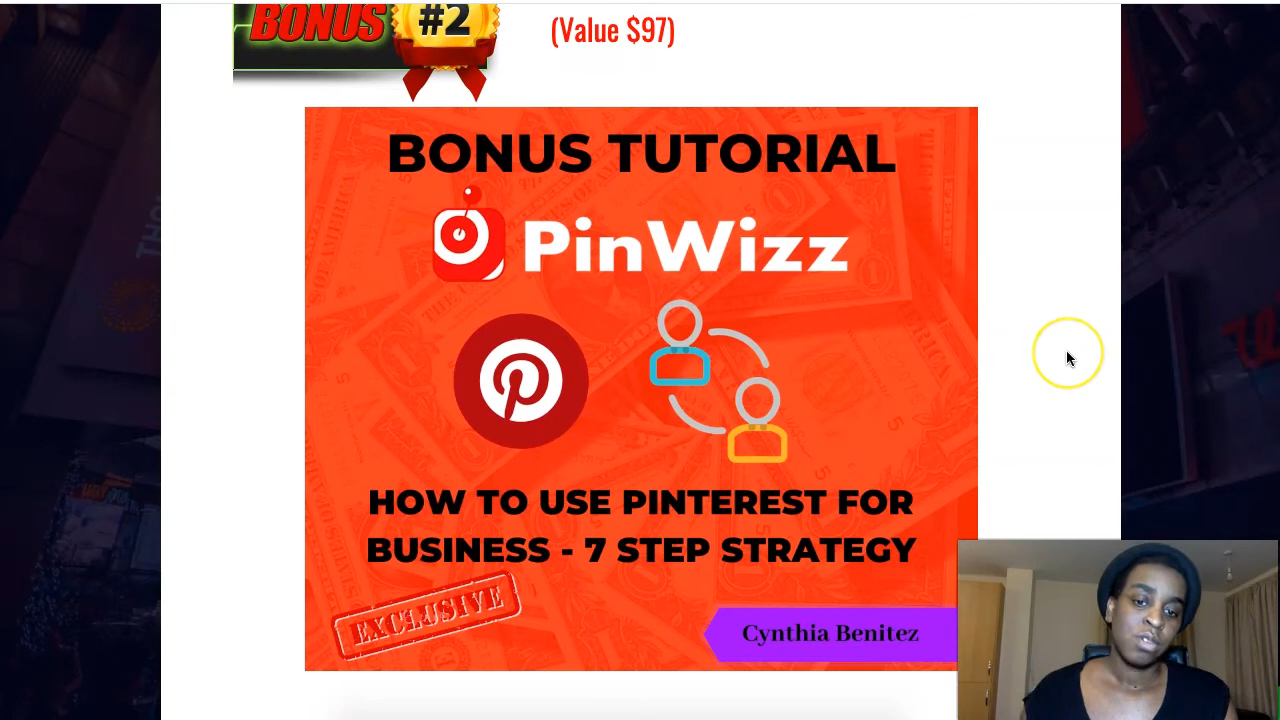 BONUS
#2
(Value $97)
BONUS TUTORIAL
PinWizz
HOW TO USE PINTEREST FOR
BUSINESS - 7 STEP STRATEGY
EXCLUSIVE
Cynthia Benitez